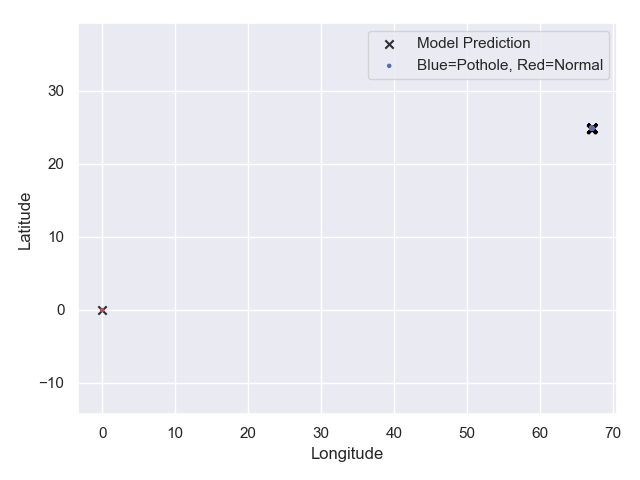 Model Prediction
Blue=Pothole, Red=Normal
30
20
10
0
−10
0 10 20 30 40 50 60 70
Latitude
Longitude